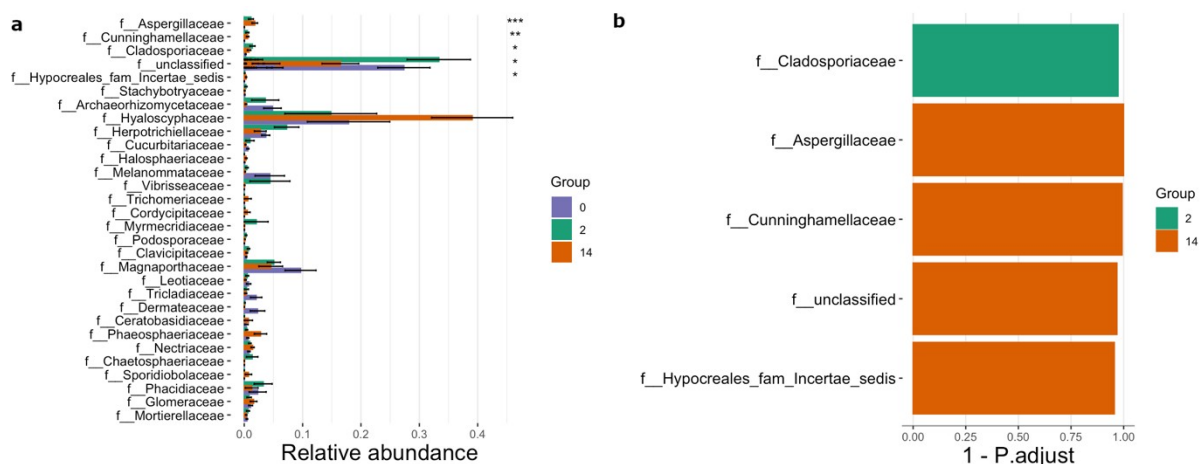 a
f__Aspergillaceae
f__Cunninghamellaceae
f__Cladosporiaceae
f__unclassified
f__Hypocreales_fam_Incertae_sedis
f__Stachybotryaceae
f__Archaeorhizomycetaceae
f__Hyaloscyphaceae
f__Herpotrichiellaceae
f__Cucurbitariaceae
f__Halosphaeriaceae
f__Melanommataceae
f__Vibrisseaceae
f__Trichomeriaceae
f__Cordycipitaceae
f__Myrmecridiaceae
f__Podosporaceae
f__Clavicipitaceae
f__Magnaporthaceae
f__Leotiaceae
f__Tricladiaceae
f__Dermateaceae
f__Ceratobasidiaceae
f__Phaeosphaeriaceae
f__Nectriaceae
f__Chaetosphaeriaceae
f__Sporidiobolaceae
f__Phacidiaceae
f__Glomeraceae
f__Mortierellaceae
***
**
*
*
*
0.0 0.1 0.2 0.3 0.4
Relative abundance
Group
0
2
14
b
f__Cladosporiaceae
f__Aspergillaceae
f__Cunninghamellaceae
f__unclassified
f__Hypocreales_fam_Incertae_sedis
0.00 0.25 0.50 0.75 1.00
1 - P.adjust
Group
2
14